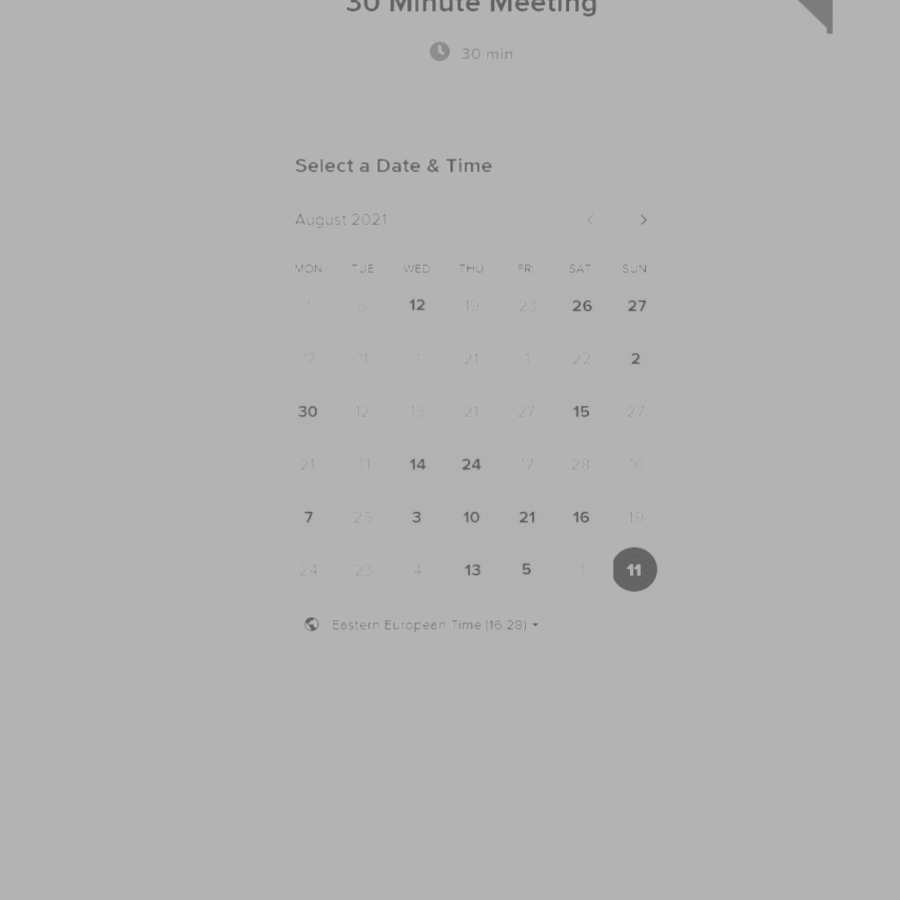 30 Minute Meeting
30 min
Select a Date & Time
August 2021
MON TUE WED THU FRI SAT SUN
1 6 12 19 23 26 27
17 11 1 21 1 22 2
30 12 15 21 27 15 27
21 31 14 24 17 28 10
7 25 3 10 21 16 19
24 23 4 13 5 1 11
Eastern European Time (16:28)